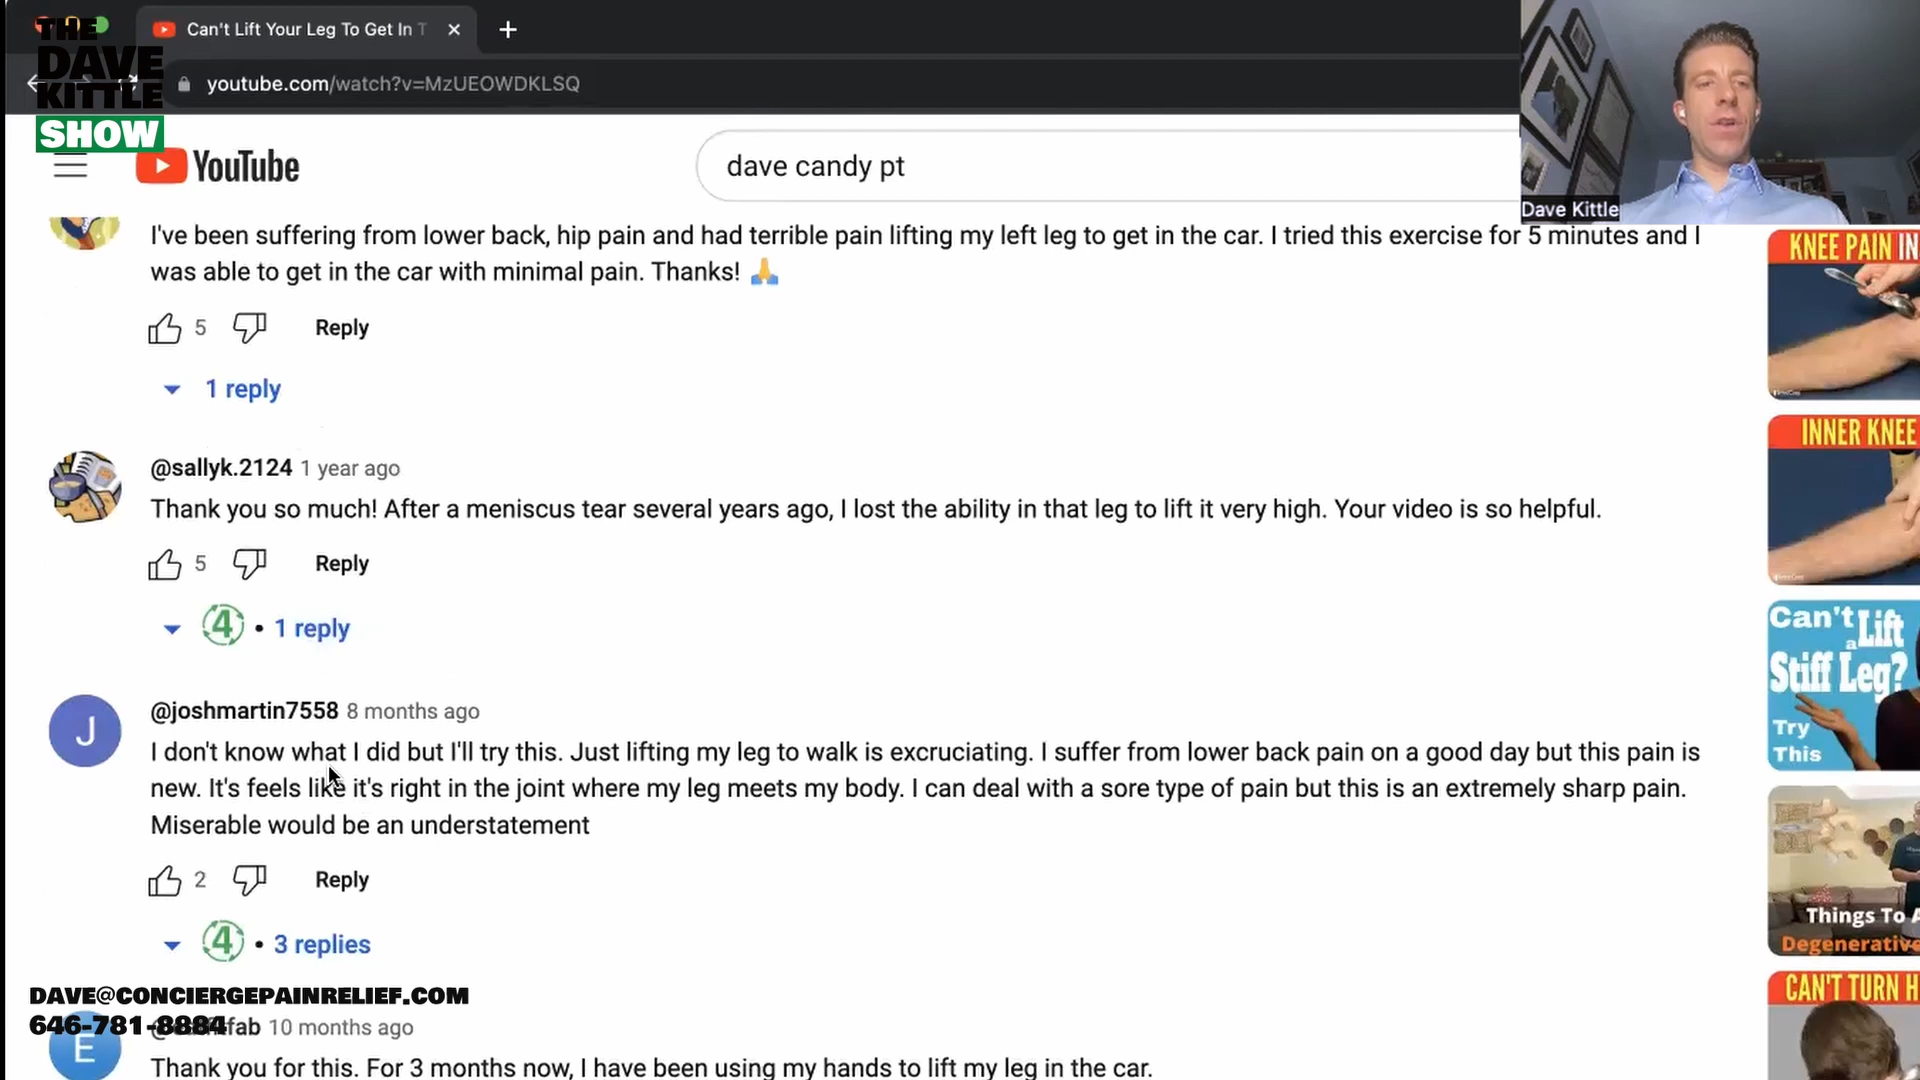 THE
DAVE
KITTLE
SHOW
Can't Lift Your Leg To Get In T
youtube.com/watch?v=MzUEOWDKLSQ
YouTube
dave candy pt
Dave Kittle
I've been suffering from lower back, hip pain and had terrible pain lifting my left leg to get in the car. I tried this exercise for 5 minutes and I
was able to get in the car with minimal pain. Thanks! 🙏
5
Reply
1 reply
@sallyk.2124 1 year ago
Thank you so much! After a meniscus tear several years ago, I lost the ability in that leg to lift it very high. Your video is so helpful.
5
Reply
4 • 1 reply
J
@joshmartin7558 8 months ago
I don't know what I did but I'll try this. Just lifting my leg to walk is excruciating. I suffer from lower back pain on a good day but this pain is
new. It's feels like it's right in the joint where my leg meets my body. I can deal with a sore type of pain but this is an extremely sharp pain.
Miserable would be an understatement
2
Reply
4 • 3 replies
DAVE@CONCIERGEPAINRELIEF.COM
646-781-8884
E
10 months ago
Thank you for this. For 3 months now, I have been using my hands to lift my leg in the car.
KNEE PAIN IN
INNER KNEE
Can't Lift
a
Stiff Leg?
Try
This
Things To A
Degenerativ
CAN'T TURN H